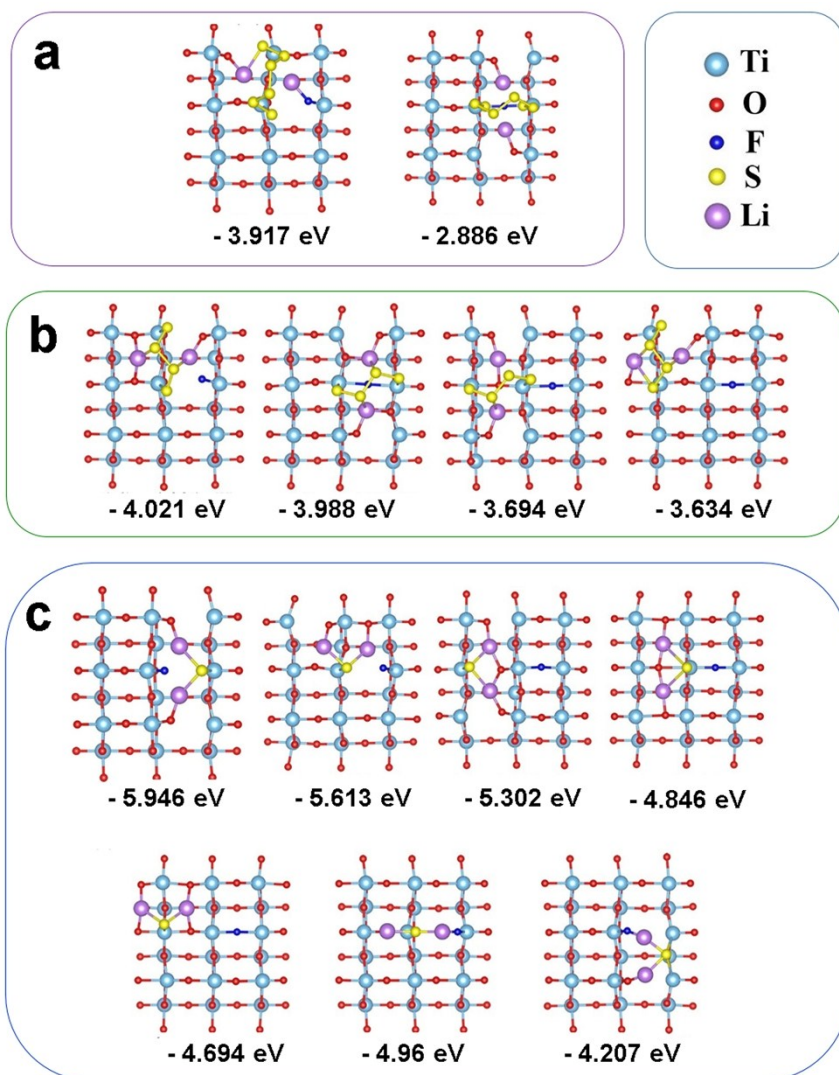 a
- 3.917 eV
- 2.886 eV
Ti
O
F
S
Li
b
- 4.021 eV
- 3.988 eV
- 3.694 eV
- 3.634 eV
c
- 5.946 eV
- 5.613 eV
- 5.302 eV
- 4.846 eV
- 4.694 eV
- 4.96 eV
- 4.207 eV